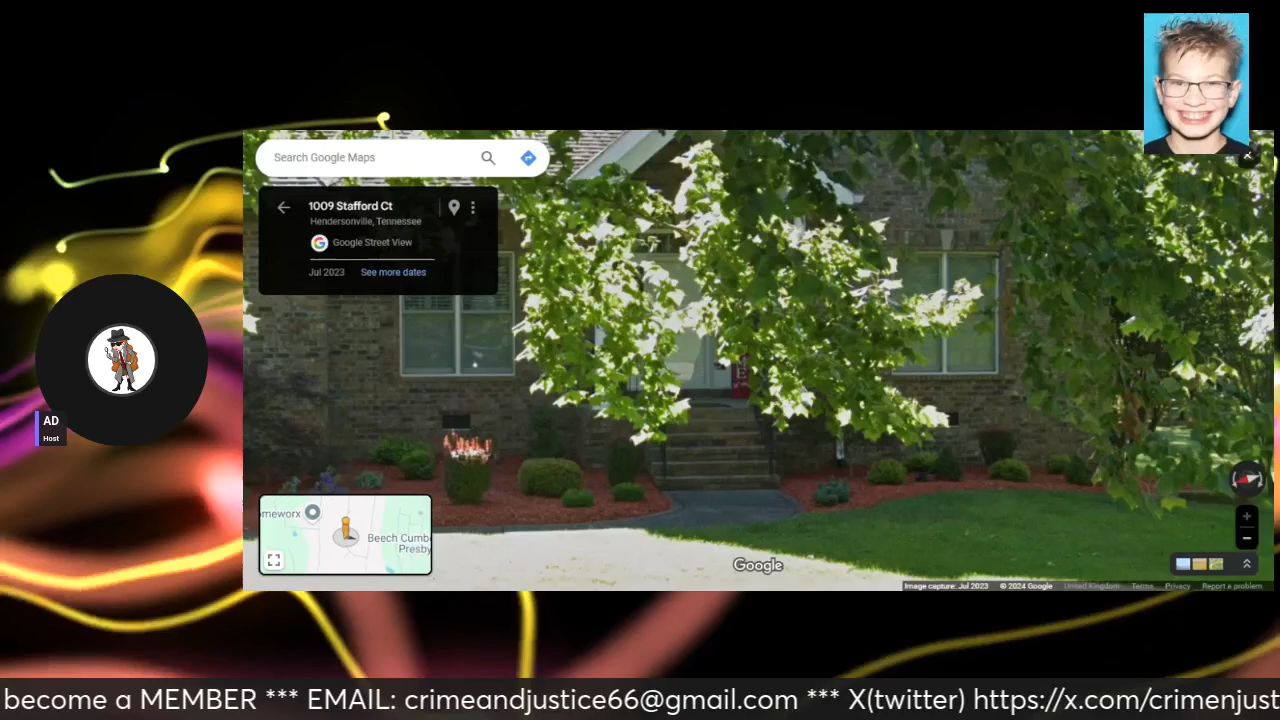 Search Google Maps
1009 Stafford Ct
Hendersonville, Tennessee
Google Street View
Jul 2023 See more dates
AD
Host
omeworx
Beech Cumb
Presby
Google
Image capture: Jul 2023 © 2024 Google United Kingdom Terms Privacy Report a problem
become a MEMBER *** EMAIL: crimeandjustice66@gmail.com *** X(twitter) https://x.com/crimenjust